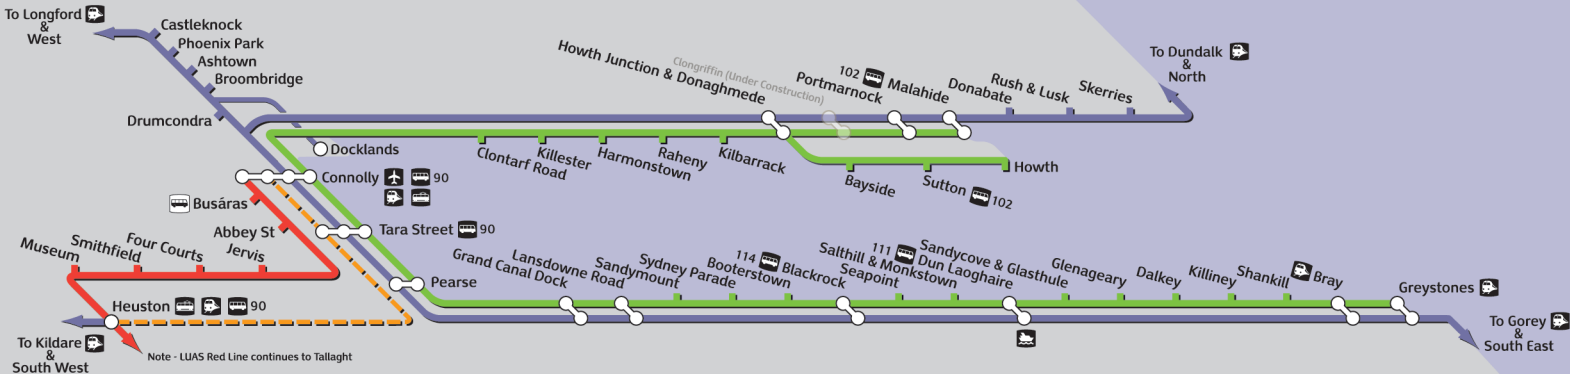 To Longford
&
West
Castleknock
Phoenix Park
Ashtown
Broombridge
Drumcondra
Docklands
Connolly 90
Busáras
Abbey St
Tara Street 90
Museum
Smithfield
Four Courts
Jervis
Pearse
Heuston 90
To Kildare
&
South West
Note - LUAS Red Line continues to Tallaght
Howth Junction & Donaghmede
Clongriffin (Under Construction)
Portmarnock
102 Malahide
Donabate
Rush & Lusk
Skerries
To Dundalk
&
North
Clontarf Road
Killester
Harmonstown
Raheny
Kilbarrack
Howth
Bayside
Sutton 102
Grand Canal Dock
Lansdowne Road
Sandymount
Sydney Parade
Booterstown
114 Blackrock
Seapoint
Salthill & Monkstown
111 Dun Laoghaire
Sandycove & Glasthule
Glenageary
Dalkey
Killiney
Shankill
Bray
Greystones
To Gorey
&
South East